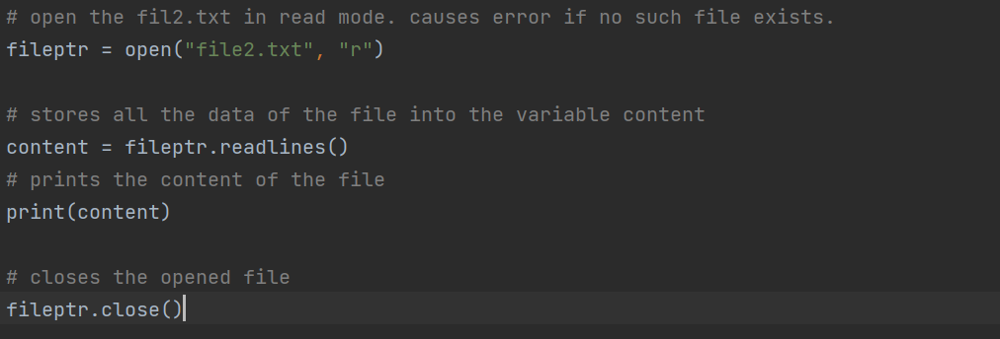 # open the fil2.txt in read mode. causes error if no such file exists.
fileptr = open("file2.txt", "r")
# stores all the data of the file into the variable content
content = fileptr.readlines()
# prints the content of the file
print(content)
# closes the opened file
fileptr.close()